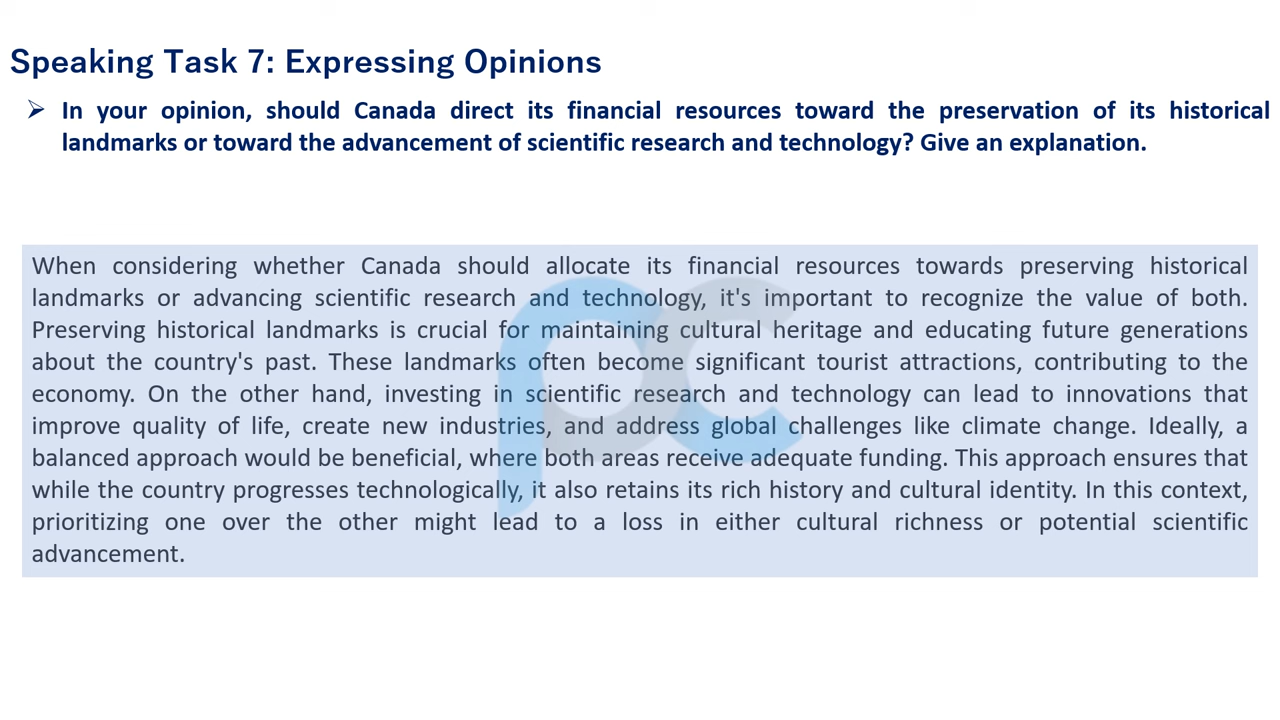 Speaking Task 7: Expressing Opinions
➢ In your opinion, should Canada direct its financial resources toward the preservation of its historical
landmarks or toward the advancement of scientific research and technology? Give an explanation.
When considering whether Canada should allocate its financial resources towards preserving historical
landmarks or advancing scientific research and technology, it's important to recognize the value of both.
Preserving historical landmarks is crucial for maintaining cultural heritage and educating future generations
about the country's past. These landmarks often become significant tourist attractions, contributing to the
economy. On the other hand, investing in scientific research and technology can lead to innovations that
improve quality of life, create new industries, and address global challenges like climate change. Ideally, a
balanced approach would be beneficial, where both areas receive adequate funding. This approach ensures that
while the country progresses technologically, it also retains its rich history and cultural identity. In this context,
prioritizing one over the other might lead to a loss in either cultural richness or potential scientific
advancement.
pc